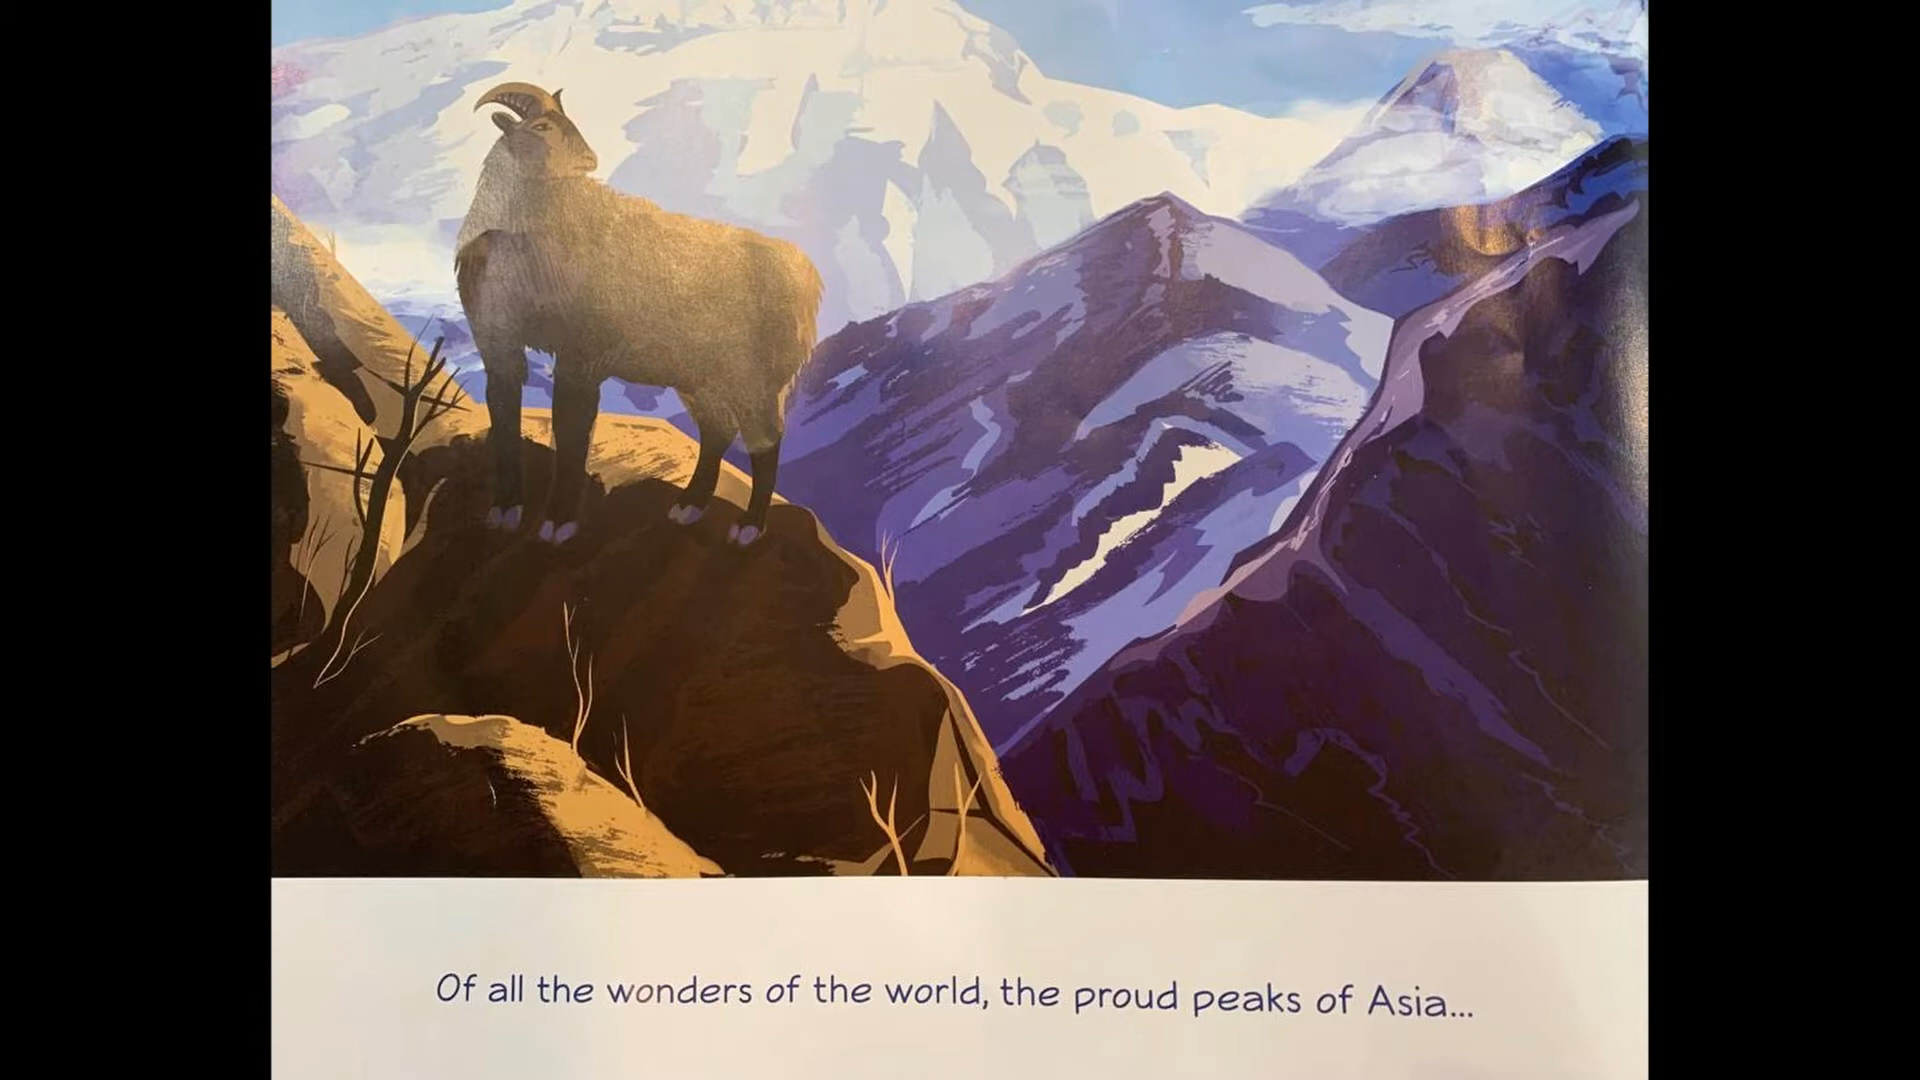 Of all the wonders of the world, the proud peaks of Asia...